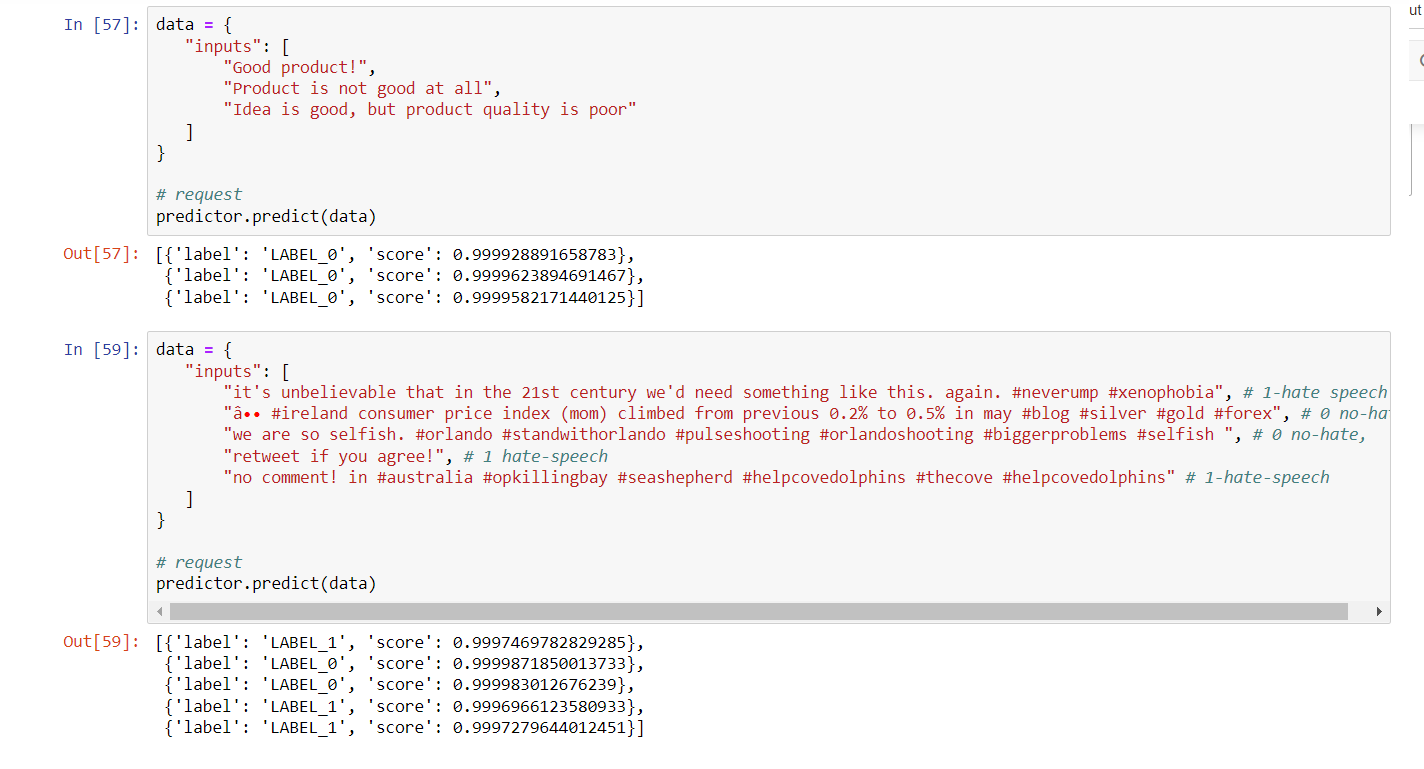 ut
In [57]: data = {
"inputs": [
"Good product!",
"Product is not good at all",
"Idea is good, but product quality is poor"
]
}
# request
predictor.predict(data)
Out[57]: [{'label': 'LABEL_0', 'score': 0.999928891658783},
{'label': 'LABEL_0', 'score': 0.9999623894691467},
{'label': 'LABEL_0', 'score': 0.9999582171440125}]
In [59]: data = {
"inputs": [
"it's unbelievable that in the 21st century we'd need something like this. again. #neverump #xenophobia", # 1-hate speech
"â•• #ireland consumer price index (mom) climbed from previous 0.2% to 0.5% in may #blog #silver #gold #forex", # 0 no-ha
"we are so selfish. #orlando #standwithorlando #pulseshooting #orlandoshooting #biggerproblems #selfish ", # 0 no-hate,
"retweet if you agree!", # 1 hate-speech
"no comment! in #australia #opkillingbay #seashepherd #helpcovedolphins #thecove #helpcovedolphins" # 1-hate-speech
]
}
# request
predictor.predict(data)
Out[59]: [{'label': 'LABEL_1', 'score': 0.9997469782829285},
{'label': 'LABEL_0', 'score': 0.9999871850013733},
{'label': 'LABEL_0', 'score': 0.999983012676239},
{'label': 'LABEL_1', 'score': 0.9996966123580933},
{'label': 'LABEL_1', 'score': 0.9997279644012451}]